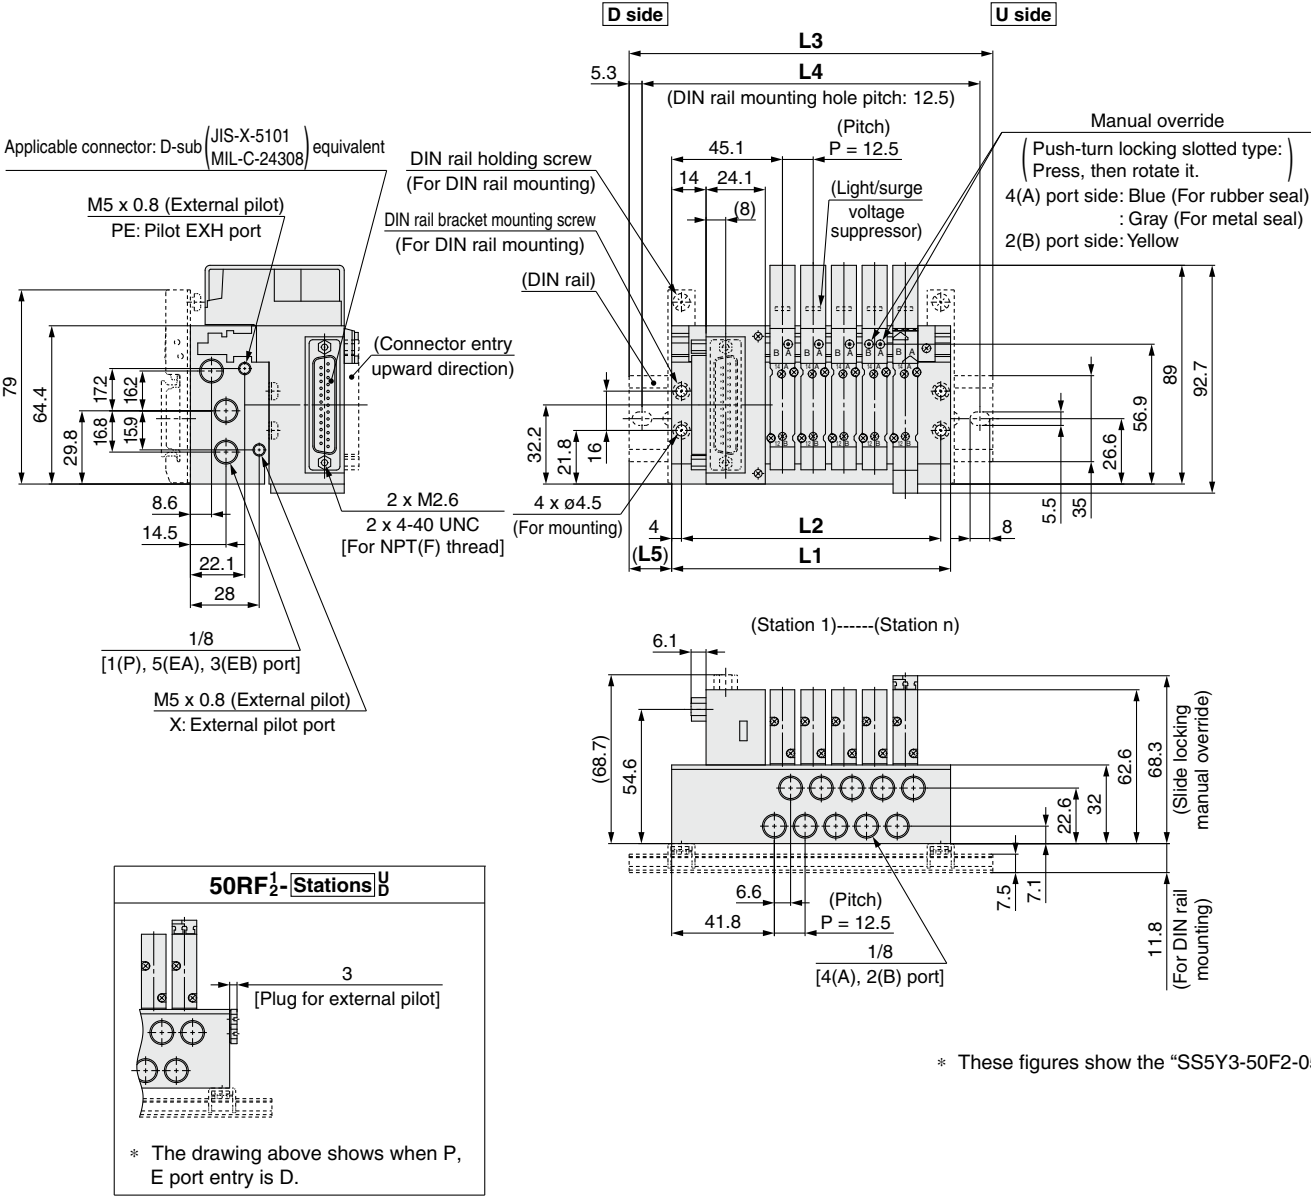 D side
U side
L3
5.3
L4
(DIN rail mounting hole pitch: 12.5)
Applicable connector: D-sub (JIS-X-5101
MIL-C-24308) equivalent
DIN rail holding screw
(For DIN rail mounting)
45.1
(Pitch)
P = 12.5
Manual override
(Push-turn locking slotted type:
Press, then rotate it.)
4(A) port side: Blue (For rubber seal)
: Gray (For metal seal)
2(B) port side: Yellow
14
24.1
(8)
(Light/surge
voltage
suppressor)
M5 x 0.8 (External pilot)
PE: Pilot EXH port
DIN rail bracket mounting screw
(For DIN rail mounting)
(DIN rail)
(Connector entry
upward direction)
79
64.4
29.8
17.2
16.2
16.8
15.9
8.6
14.5
22.1
28
2 x M2.6
2 x 4-40 UNC
[For NPT(F) thread]
4 x ø4.5
(For mounting)
32.2
21.8
16
B A B A B A B A B A
14 A 14 A 14 A 14 A 14 A
12 B 12 B 12 B 12 B 12 B
89
92.7
56.9
26.6
5.5
35
8
4
L2
(L5)
L1
1/8
[1(P), 5(EA), 3(EB) port]
M5 x 0.8 (External pilot)
X: External pilot port
(Station 1)------(Station n)
6.1
(68.7)
54.6
22.6
32
62.6
68.3
(Slide locking
manual override)
6.6
41.8
(Pitch)
P = 12.5
1/8
[4(A), 2(B) port]
7.5
7.1
11.8
(For DIN rail
mounting)
50RF1/2-Stations U/D
3
[Plug for external pilot]
* The drawing above shows when P,
E port entry is D.
* These figures show the “SS5Y3-50F2-0